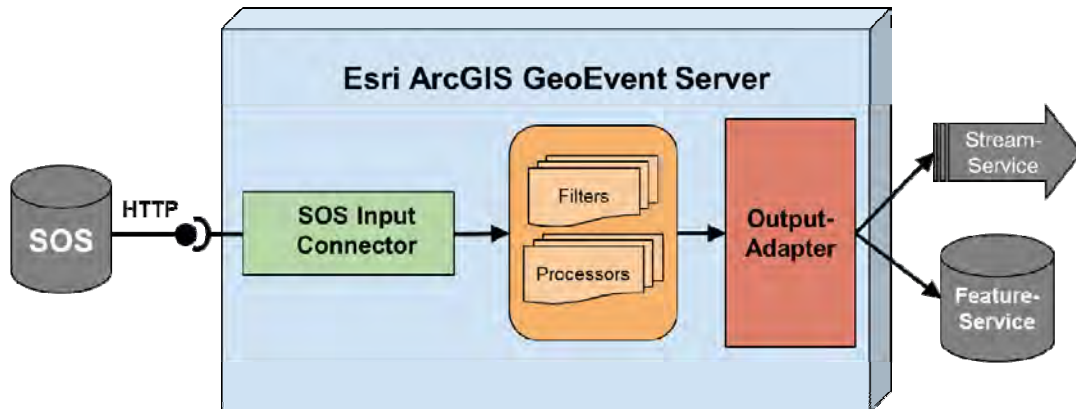 Esri ArcGIS GeoEvent Server
SOS
HTTP
SOS Input
Connector
Filters
Processors
Output-
Adapter
Stream-
Service
Feature-
Service